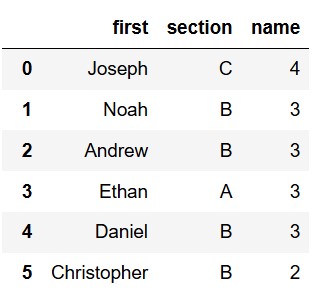 first section name
0 Joseph C 4
1 Noah B 3
2 Andrew B 3
3 Ethan A 3
4 Daniel B 3
5 Christopher B 2